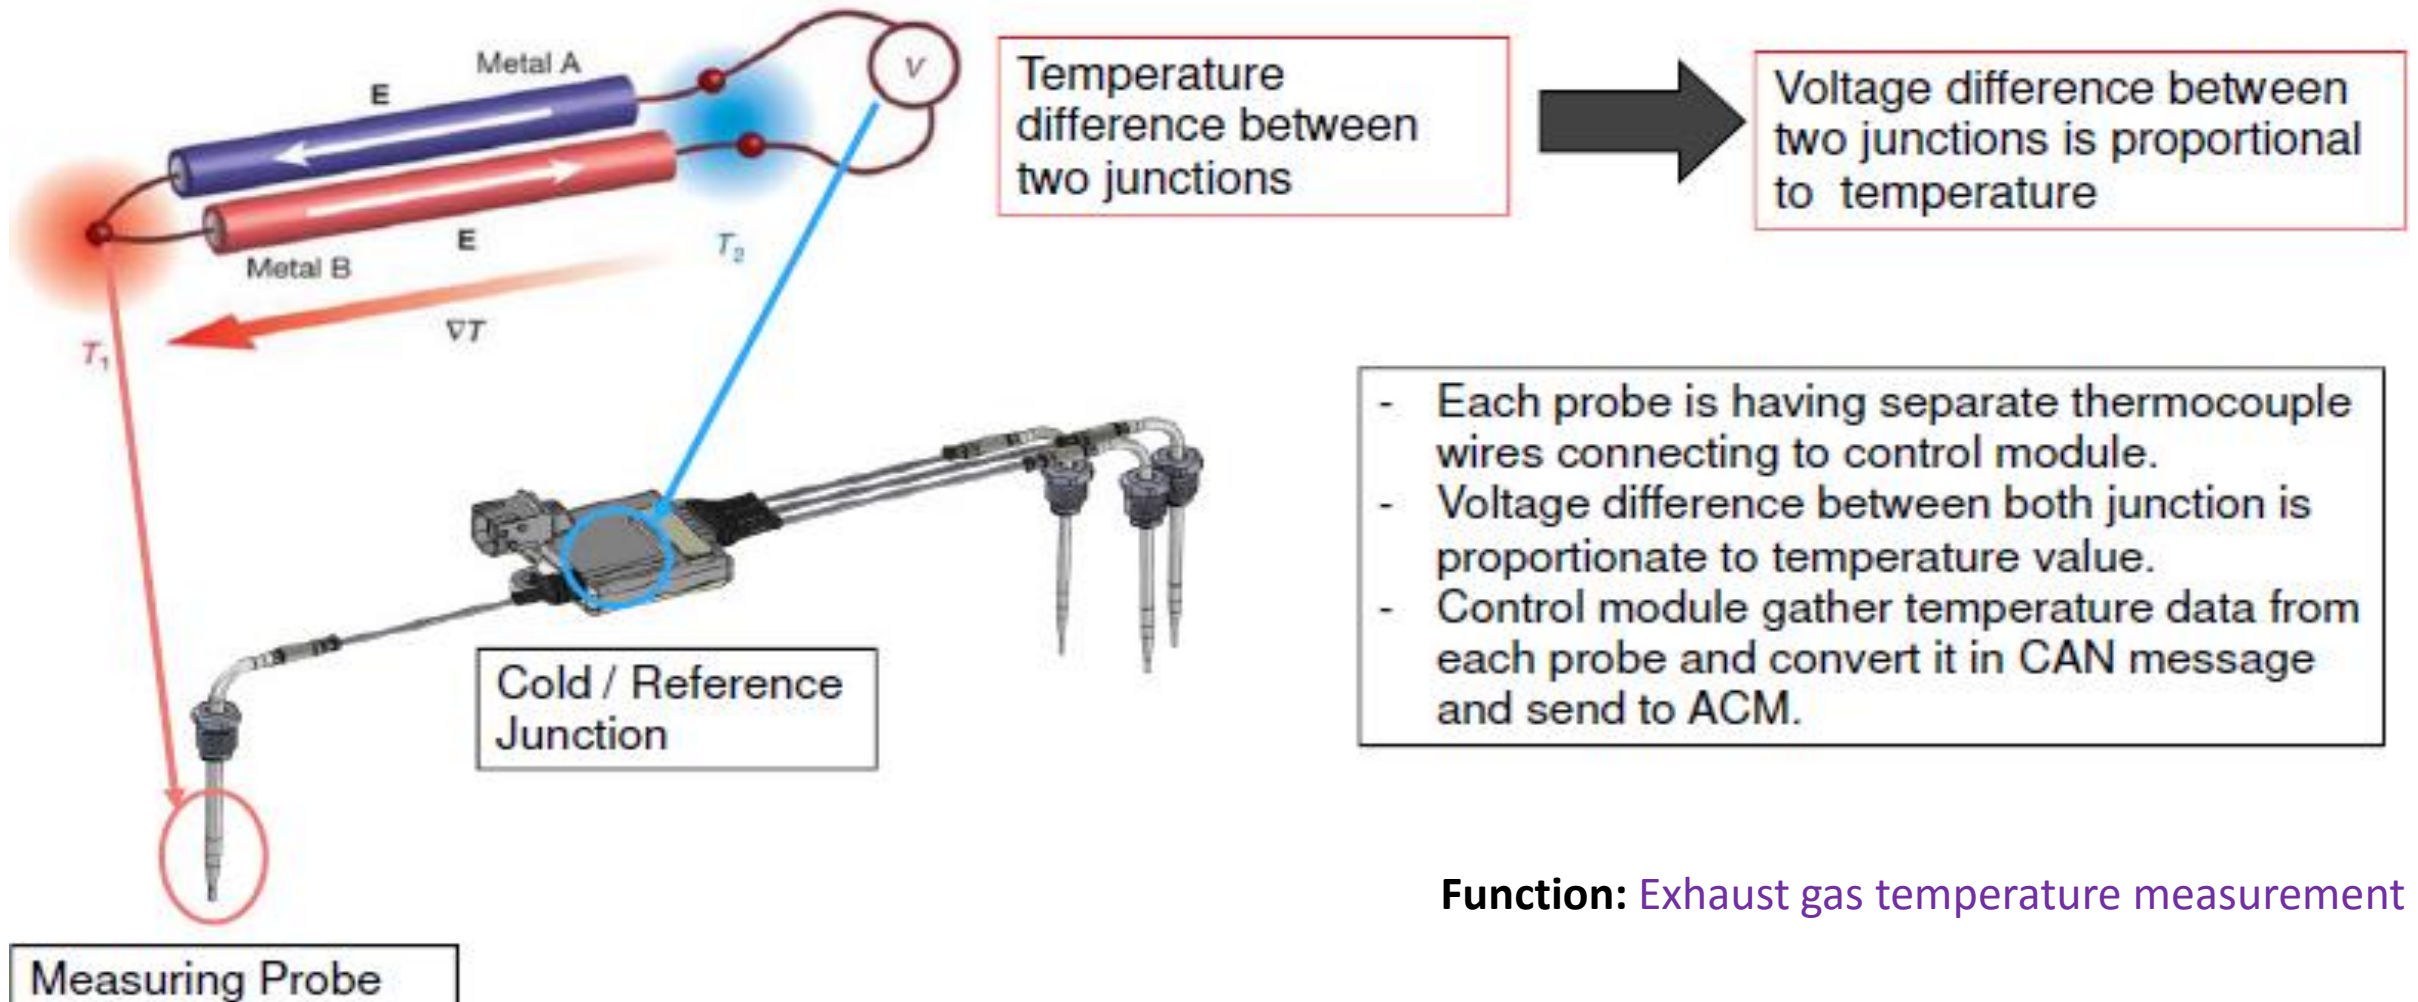 Metal A
E
V
Metal B
E
T₂
∇T
T₁
Temperature
difference between
two junctions
Voltage difference between
two junctions is proportional
to temperature
- Each probe is having separate thermocouple
wires connecting to control module.
- Voltage difference between both junction is
proportionate to temperature value.
- Control module gather temperature data from
each probe and convert it in CAN message
and send to ACM.
Cold / Reference
Junction
Function: Exhaust gas temperature measurement
Measuring Probe